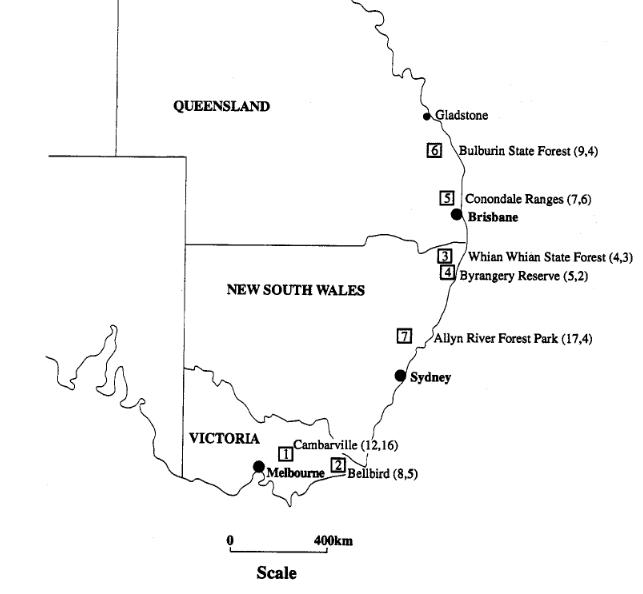 Gladstone
QUEENSLAND
6 Bulburin State Forest (9,4)
5 Conondale Ranges (7,6)
Brisbane
3 Whian Whian State Forest (4,3)
4 Byrangery Reserve (5,2)
NEW SOUTH WALES
7 Allyn River Forest Park (17,4)
Sydney
VICTORIA
Cambarville (12,16)
1
2
Melbourne
Bellbird (8,5)
0 400km
Scale